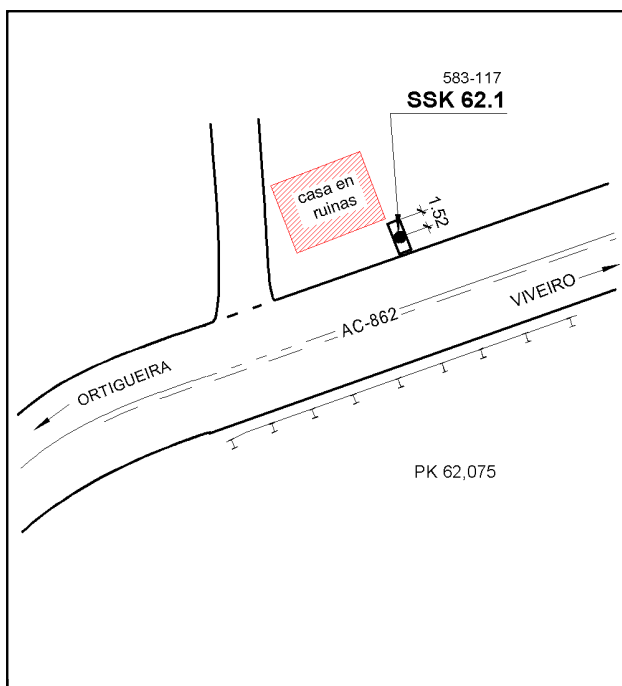 583-117
SSK 62.1
casa en
ruinas
1.52
VIVEIRO
AC-862
ORTIGUEIRA
PK 62,075